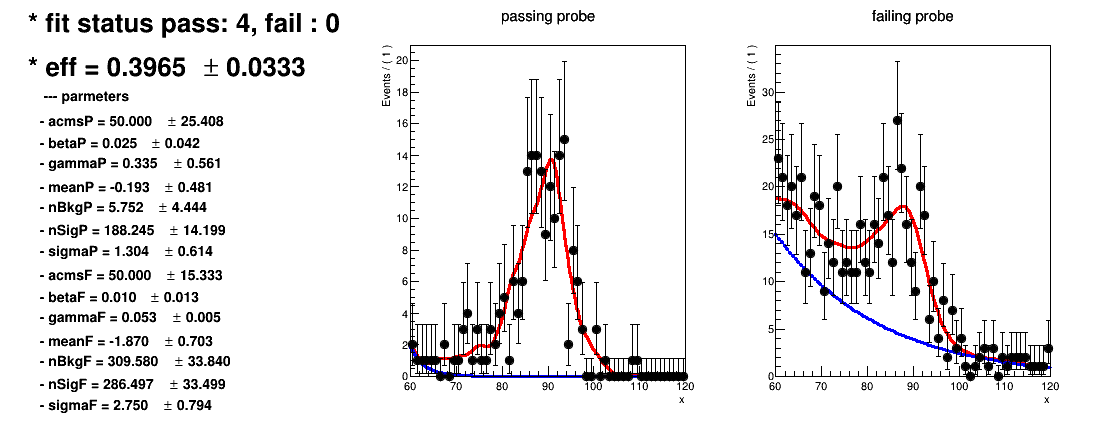 * fit status pass: 4, fail : 0
* eff = 0.3965 ± 0.0333
--- parmeters
- acmsP = 50.000 ± 25.408
- betaP = 0.025 ± 0.042
- gammaP = 0.335 ± 0.561
- meanP = -0.193 ± 0.481
- nBkgP = 5.752 ± 4.444
- nSigP = 188.245 ± 14.199
- sigmaP = 1.304 ± 0.614
- acmsF = 50.000 ± 15.333
- betaF = 0.010 ± 0.013
- gammaF = 0.053 ± 0.005
- meanF = -1.870 ± 0.703
- nBkgF = 309.580 ± 33.840
- nSigF = 286.497 ± 33.499
- sigmaF = 2.750 ± 0.794
passing probe
Events / ( 1 )
20
18
16
14
12
10
8
6
4
2
0
60 70 80 90 100 110 120
x
failing probe
Events / ( 1 )
30
25
20
15
10
5
0
60 70 80 90 100 110 120
x